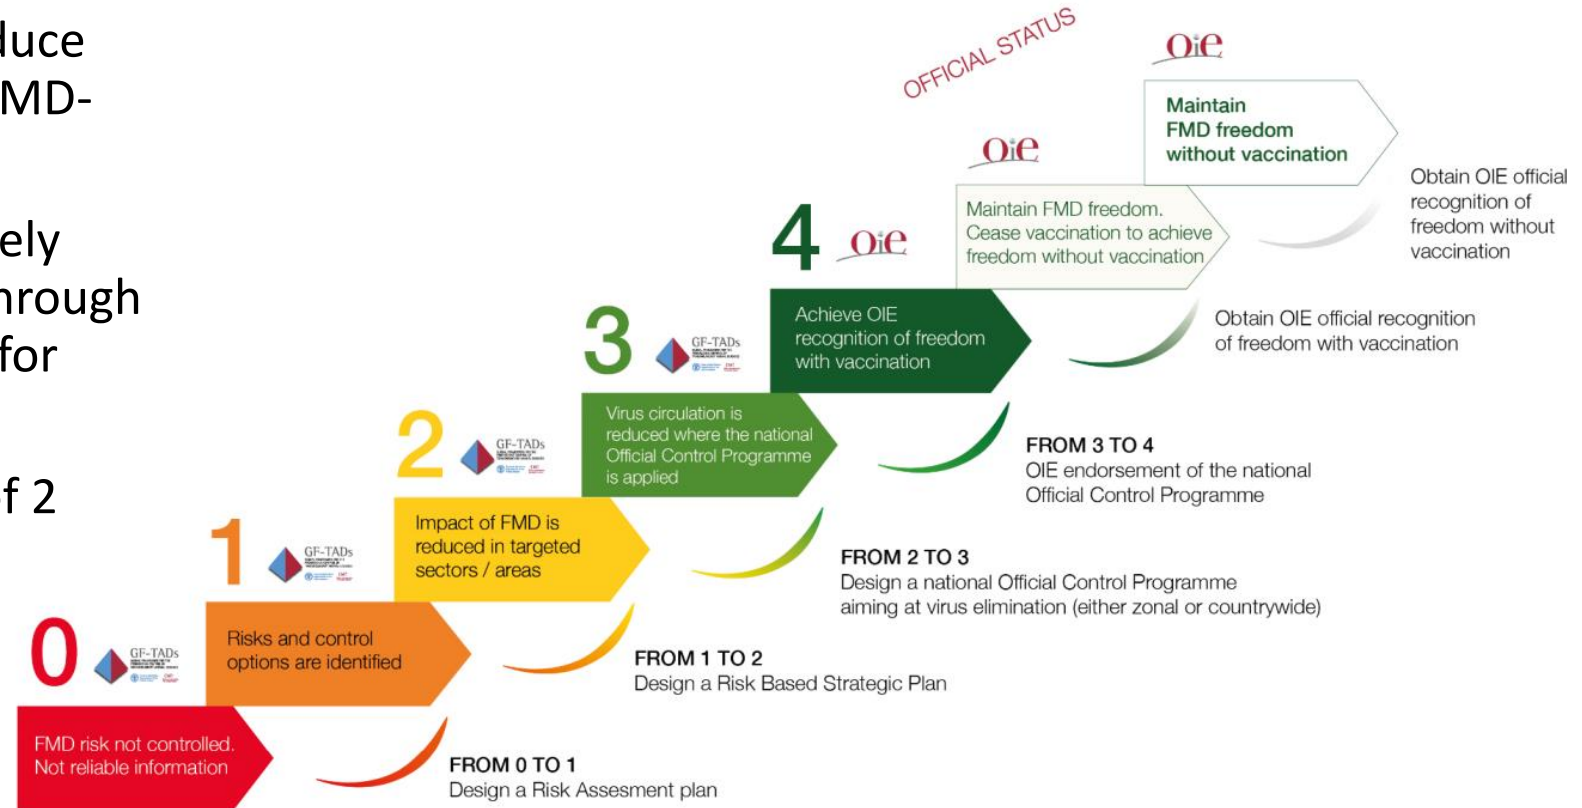 duce
MD-
ely
hrough
for
f 2
OFFICIAL STATUS
Oie
Maintain
FMD freedom
without vaccination
Obtain OIE official
recognition of
freedom without
vaccination
Oie
Maintain FMD freedom.
Cease vaccination to achieve
freedom without vaccination
Obtain OIE official recognition
of freedom with vaccination
4
Oie
Achieve OIE
recognition of freedom
with vaccination
3
GF-TADs
Virus circulation is
reduced where the national
Official Control Programme
is applied
FROM 3 TO 4
OIE endorsement of the national
Official Control Programme
2
GF-TADs
Impact of FMD is
reduced in targeted
sectors / areas
FROM 2 TO 3
Design a national Official Control Programme
aiming at virus elimination (either zonal or countrywide)
1
GF-TADs
Risks and control
options are identified
FROM 1 TO 2
Design a Risk Based Strategic Plan
0
GF-TADs
FMD risk not controlled.
Not reliable information
FROM 0 TO 1
Design a Risk Assesment plan